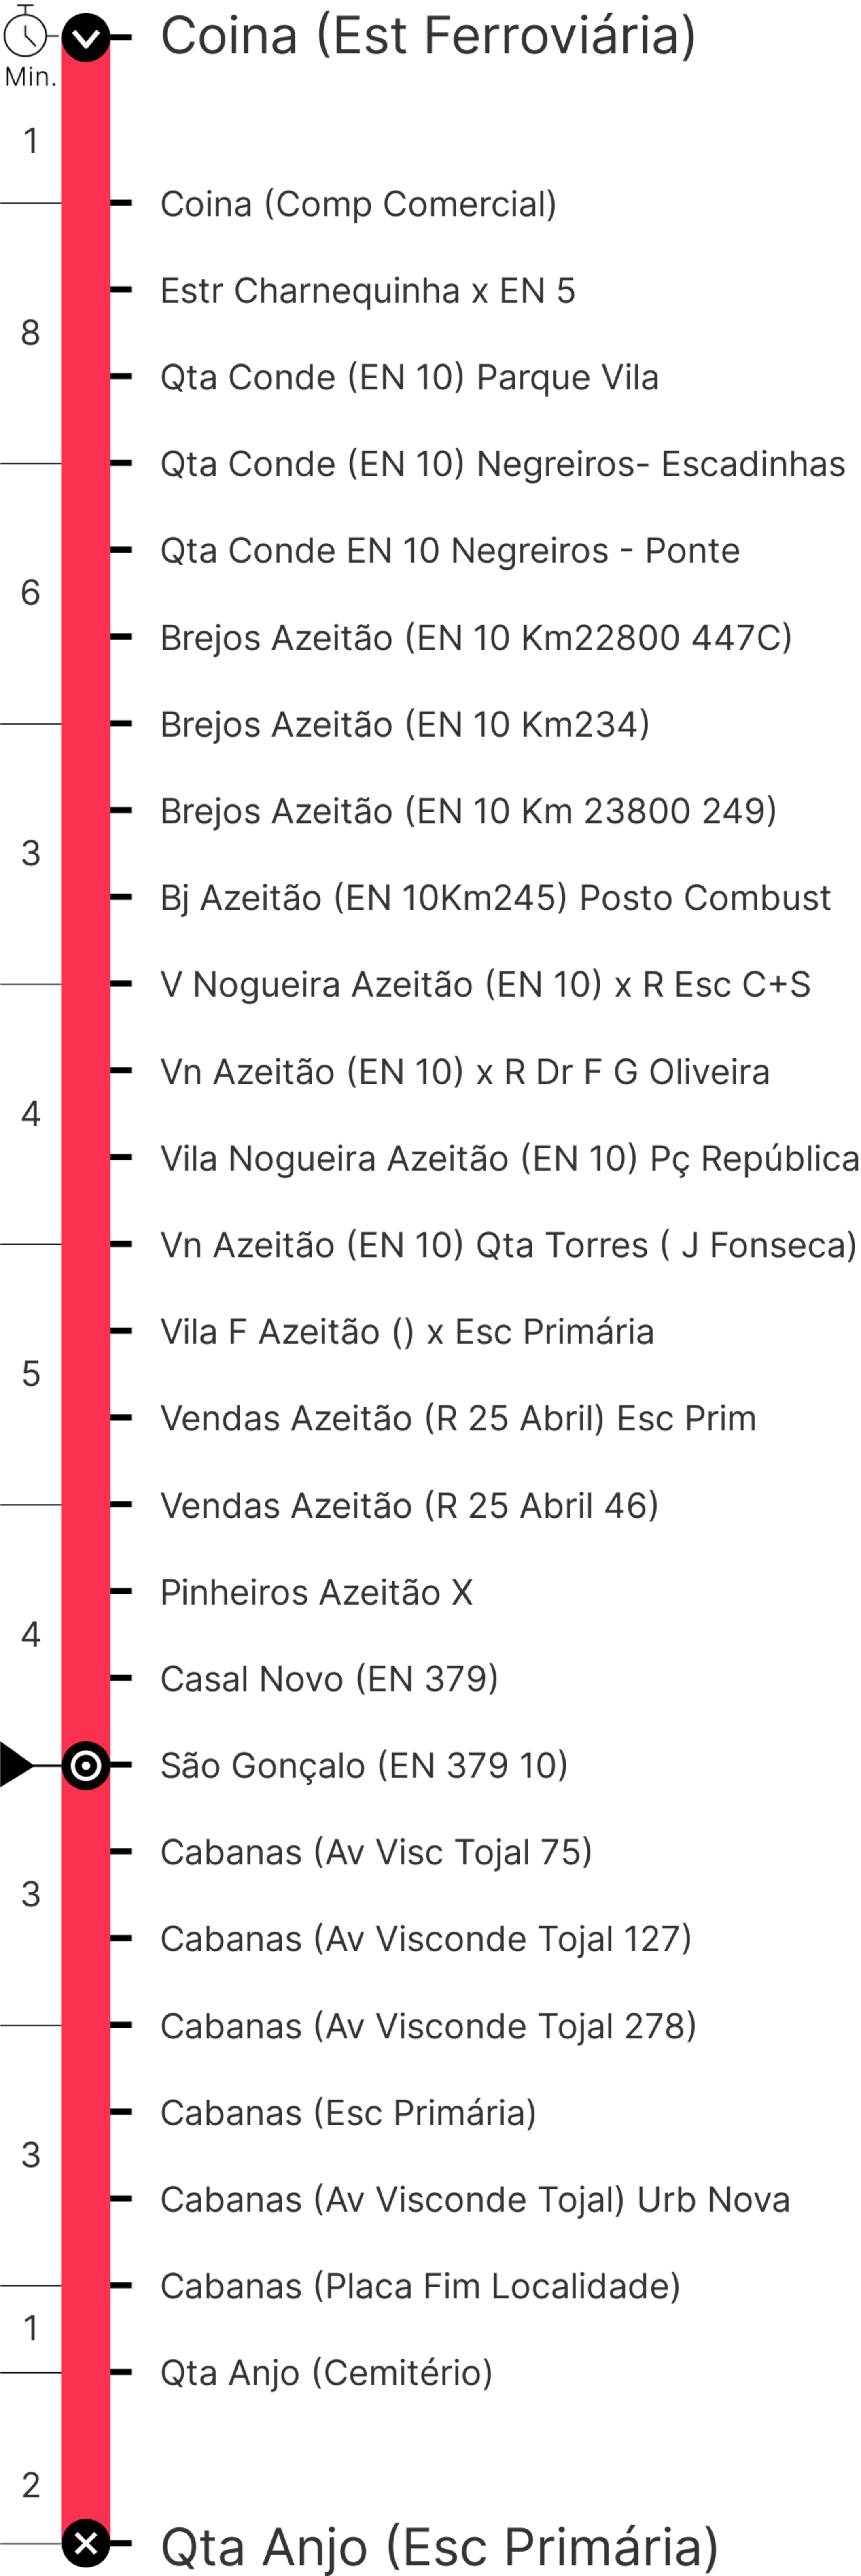 Coina (Est Ferroviária)
Min.
1
Coina (Comp Comercial)
Estr Charnequinha x EN 5
8
Qta Conde (EN 10) Parque Vila
Qta Conde (EN 10) Negreiros- Escadinhas
Qta Conde EN 10 Negreiros - Ponte
6
Brejos Azeitão (EN 10 Km22800 447C)
Brejos Azeitão (EN 10 Km234)
Brejos Azeitão (EN 10 Km 23800 249)
3
Bj Azeitão (EN 10Km245) Posto Combust
V Nogueira Azeitão (EN 10) x R Esc C+S
Vn Azeitão (EN 10) x R Dr F G Oliveira
4
Vila Nogueira Azeitão (EN 10) Pç República
Vn Azeitão (EN 10) Qta Torres ( J Fonseca)
Vila F Azeitão () x Esc Primária
5
Vendas Azeitão (R 25 Abril) Esc Prim
Vendas Azeitão (R 25 Abril 46)
Pinheiros Azeitão X
4
Casal Novo (EN 379)
São Gonçalo (EN 379 10)
Cabanas (Av Visc Tojal 75)
3
Cabanas (Av Visconde Tojal 127)
Cabanas (Av Visconde Tojal 278)
Cabanas (Esc Primária)
3
Cabanas (Av Visconde Tojal) Urb Nova
Cabanas (Placa Fim Localidade)
1
Qta Anjo (Cemitério)
2
Qta Anjo (Esc Primária)